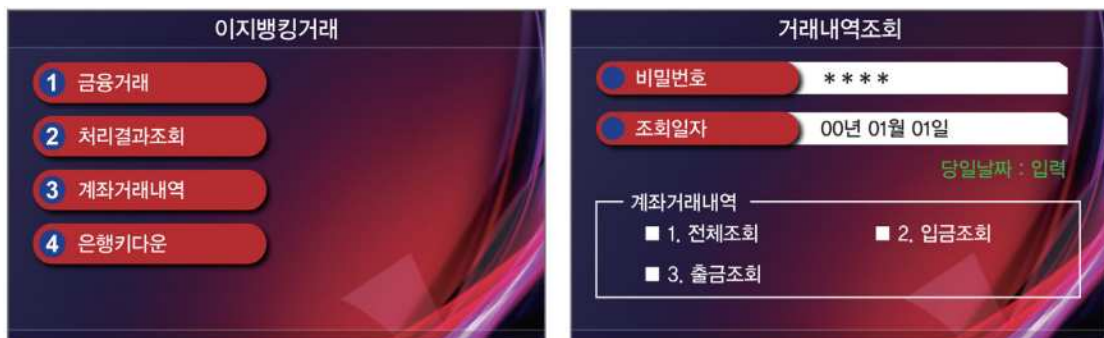 이지뱅킹거래
1 금융거래
2 처리결과조회
3 계좌거래내역
4 은행키다운
거래내역조회
비밀번호 ****
조회일자 00년 01월 01일
당일날짜 : 입력
계좌거래내역
■ 1. 전체조회 ■ 2. 입금조회
■ 3. 출금조회